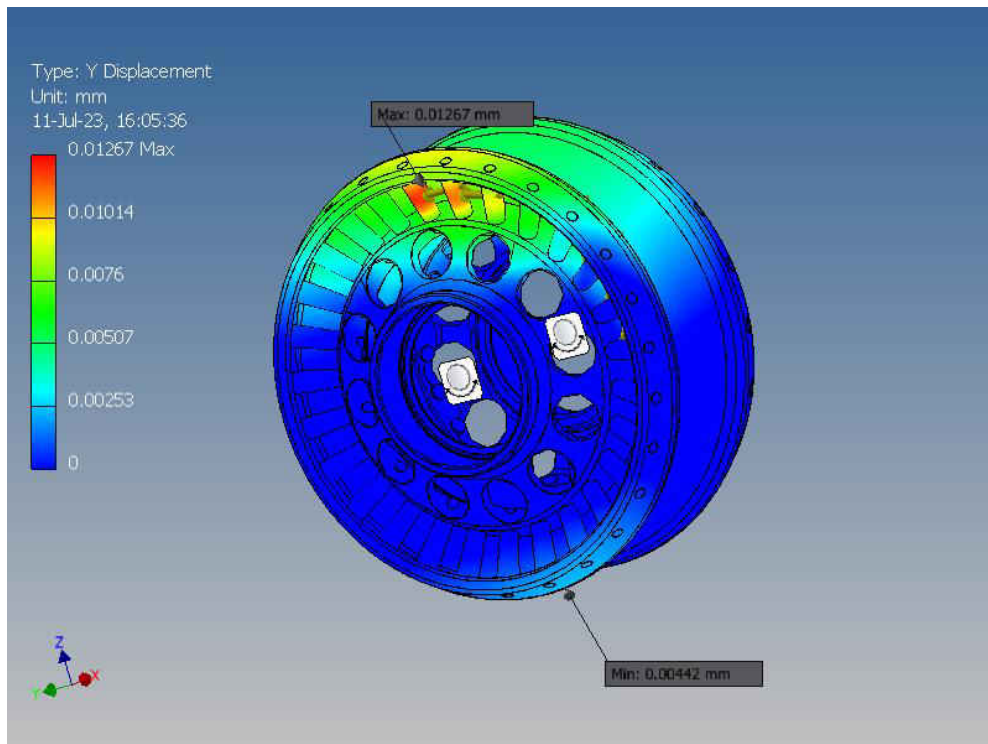 Type: Y Displacement
Unit: mm
11-Jul-23, 16:05:36
0.01267 Max
0.01014
0.0076
0.00507
0.00253
0
Max: 0.01267 mm
Min: 0.00442 mm
Z
Y
X